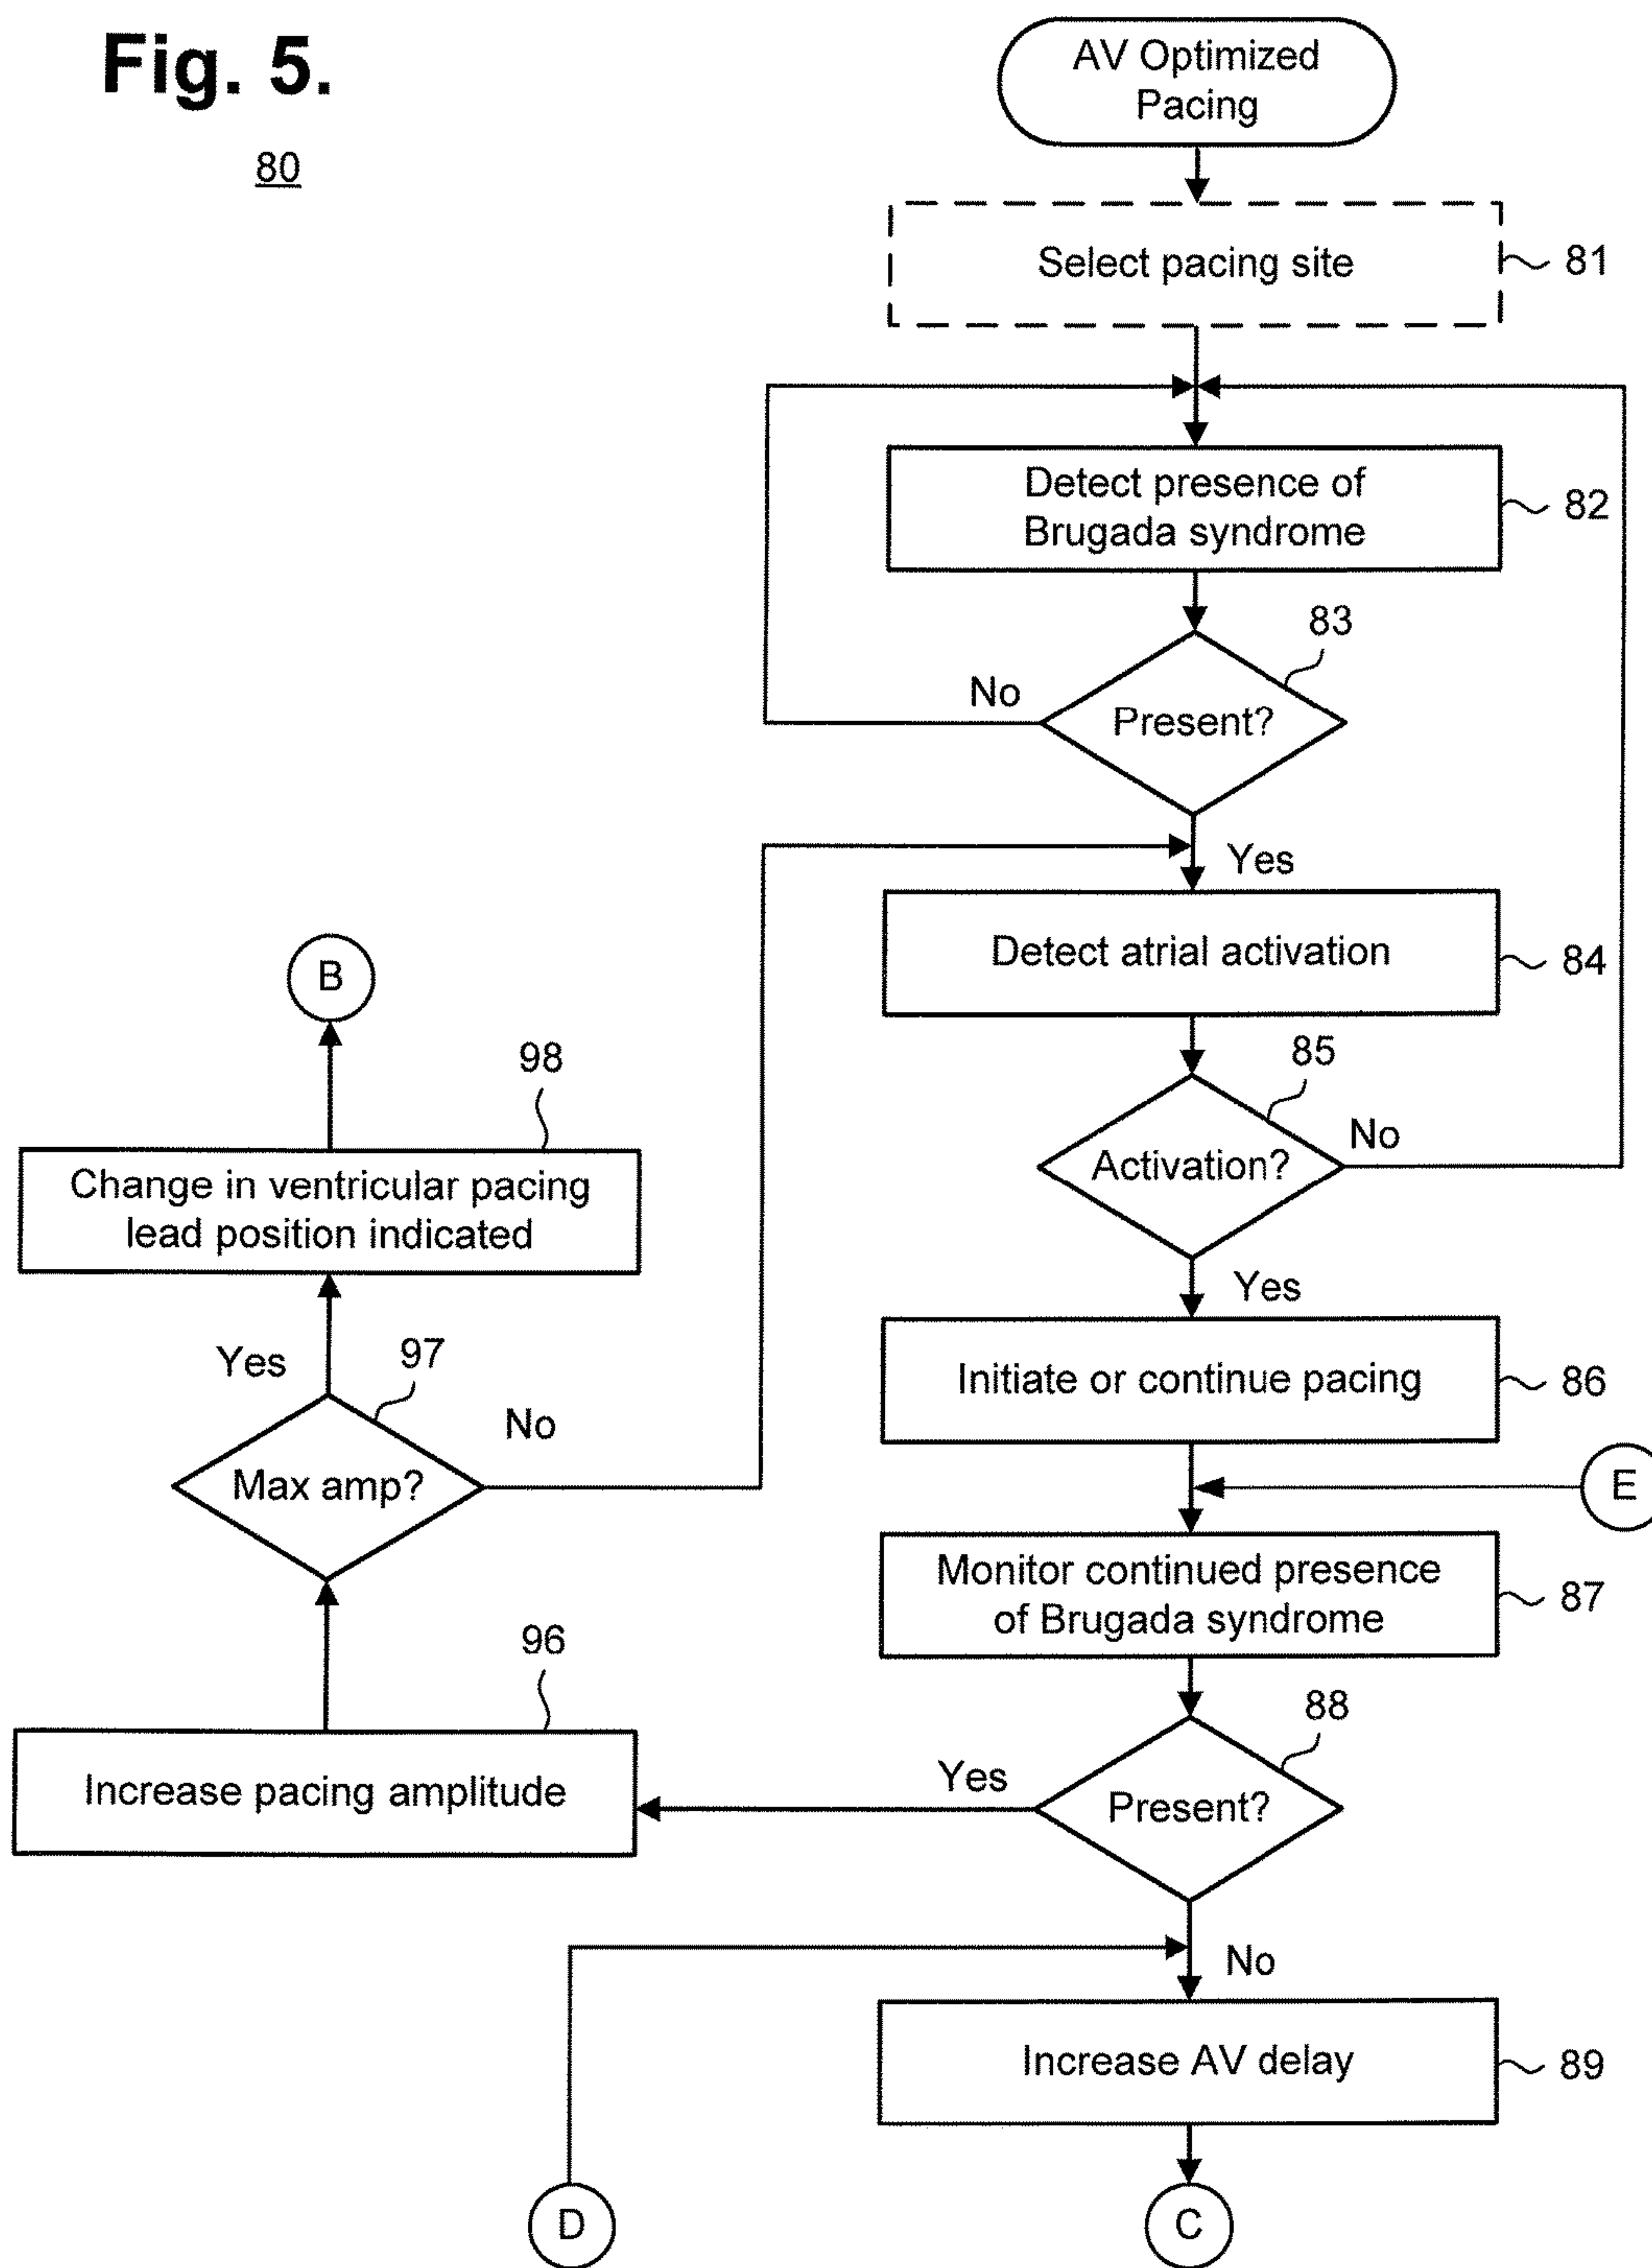 Fig. 5.
80
AV Optimized
Pacing
Select pacing site
81
Detect presence of
Brugada syndrome
82
83
No
Present?
Yes
Detect atrial activation
84
B
85
98
No
Activation?
Change in ventricular pacing
lead position indicated
Yes
97
Yes
Initiate or continue pacing
86
No
Max amp?
E
Monitor continued presence
of Brugada syndrome
87
96
88
Yes
Increase pacing amplitude
Present?
No
Increase AV delay
89
D
C